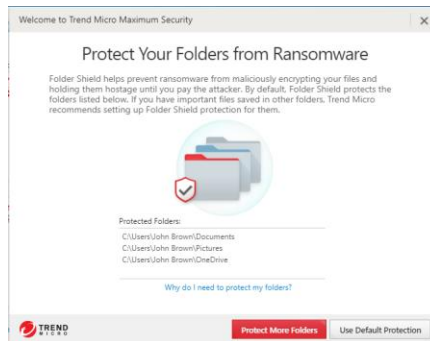 Welcome to Trend Micro Maximum Security
Protect Your Folders from Ransomware
Folder Shield helps prevent ransomware from maliciously encrypting your files and
holding them hostage until you pay the attacker. By default, Folder Shield protects the
folders listed below. If you have important files saved in other folders, Trend Micro
recommends setting up Folder Shield protection for them.
Protected Folders:
C:\Users\John Brown\Documents
C:\Users\John Brown\Pictures
C:\Users\John Brown\OneDrive
Why do I need to protect my folders?
TREND
MICRO
Protect More Folders
Use Default Protection